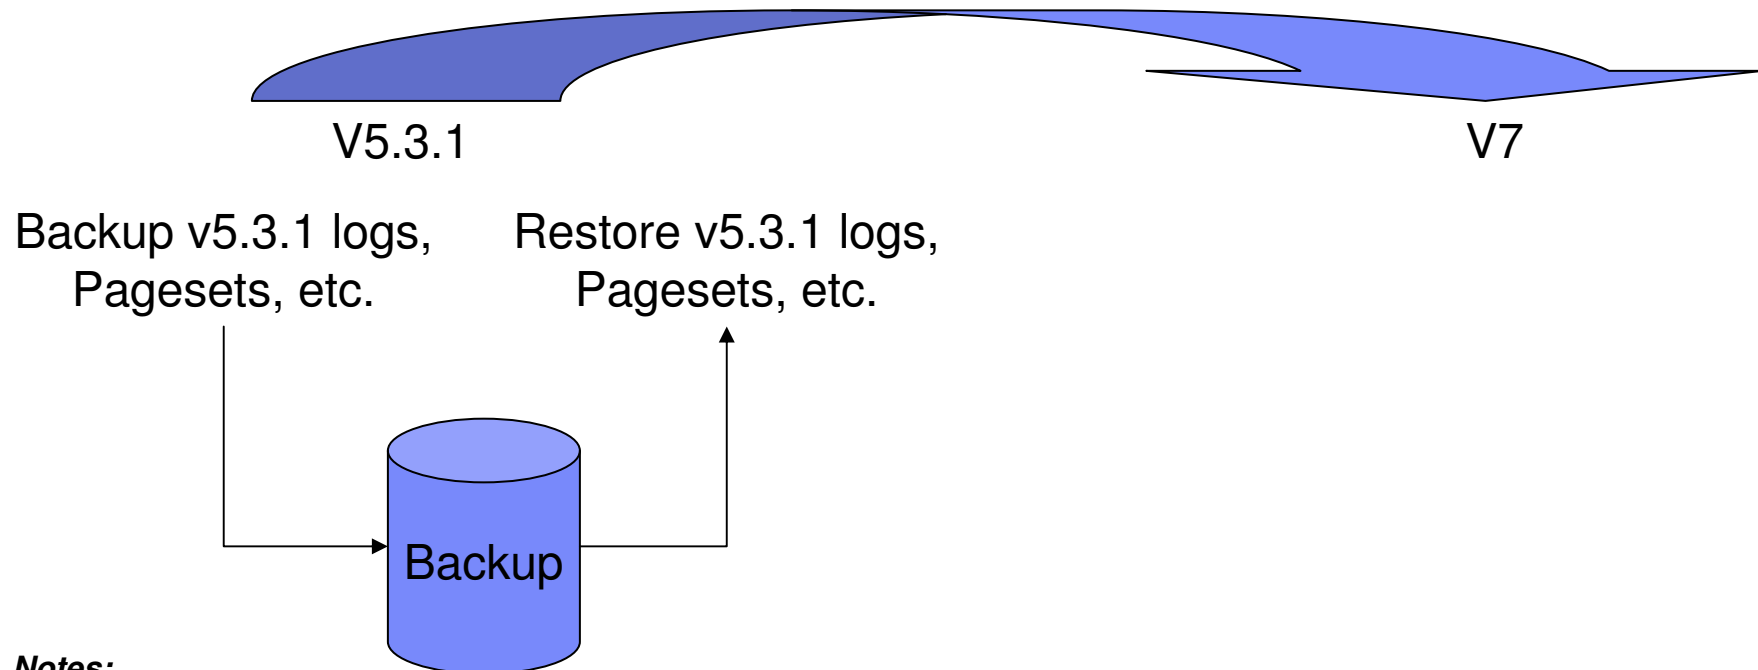 V5.3.1
V7
Backup v5.3.1 logs,
Pagesets, etc.
Restore v5.3.1 logs,
Pagesets, etc.
Backup
Notes: